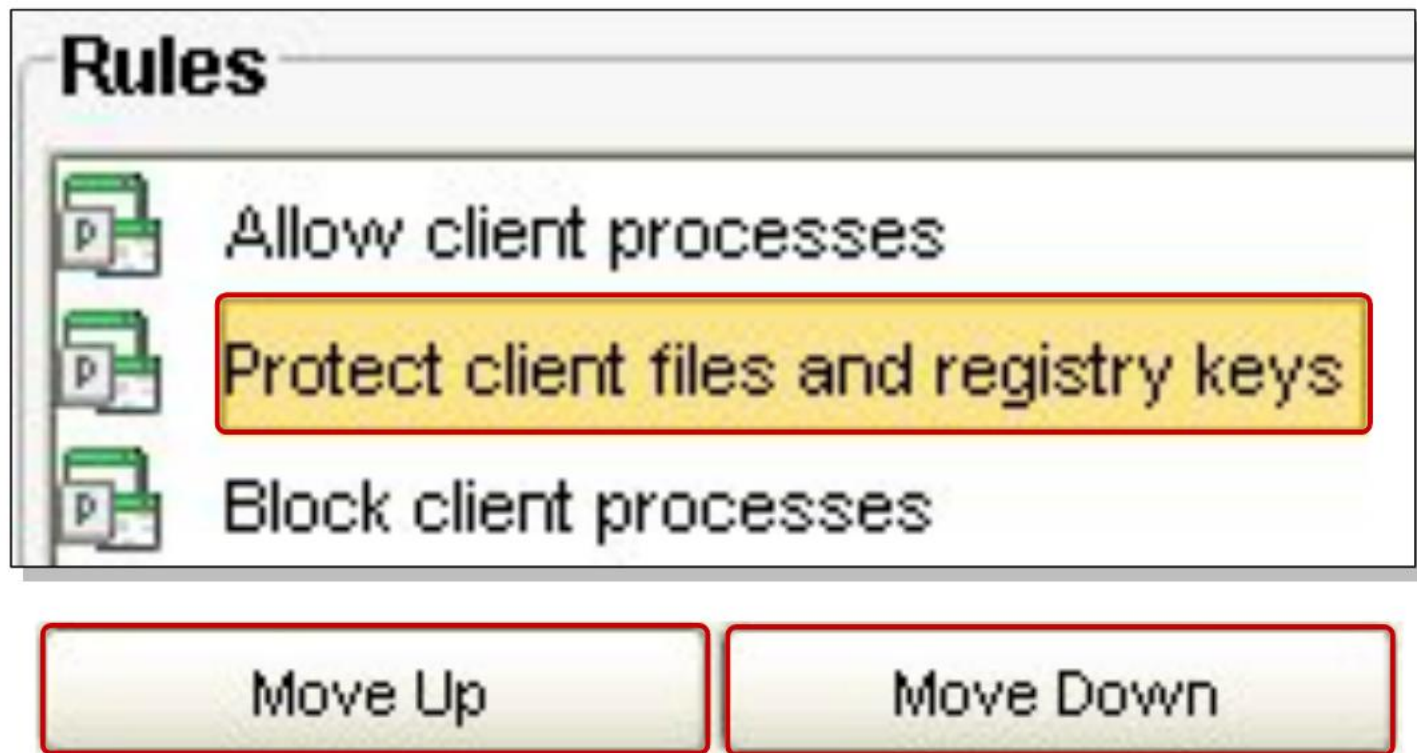 Rules
P Allow client processes
P Protect client files and registry keys
P Block client processes
Move Up Move Down